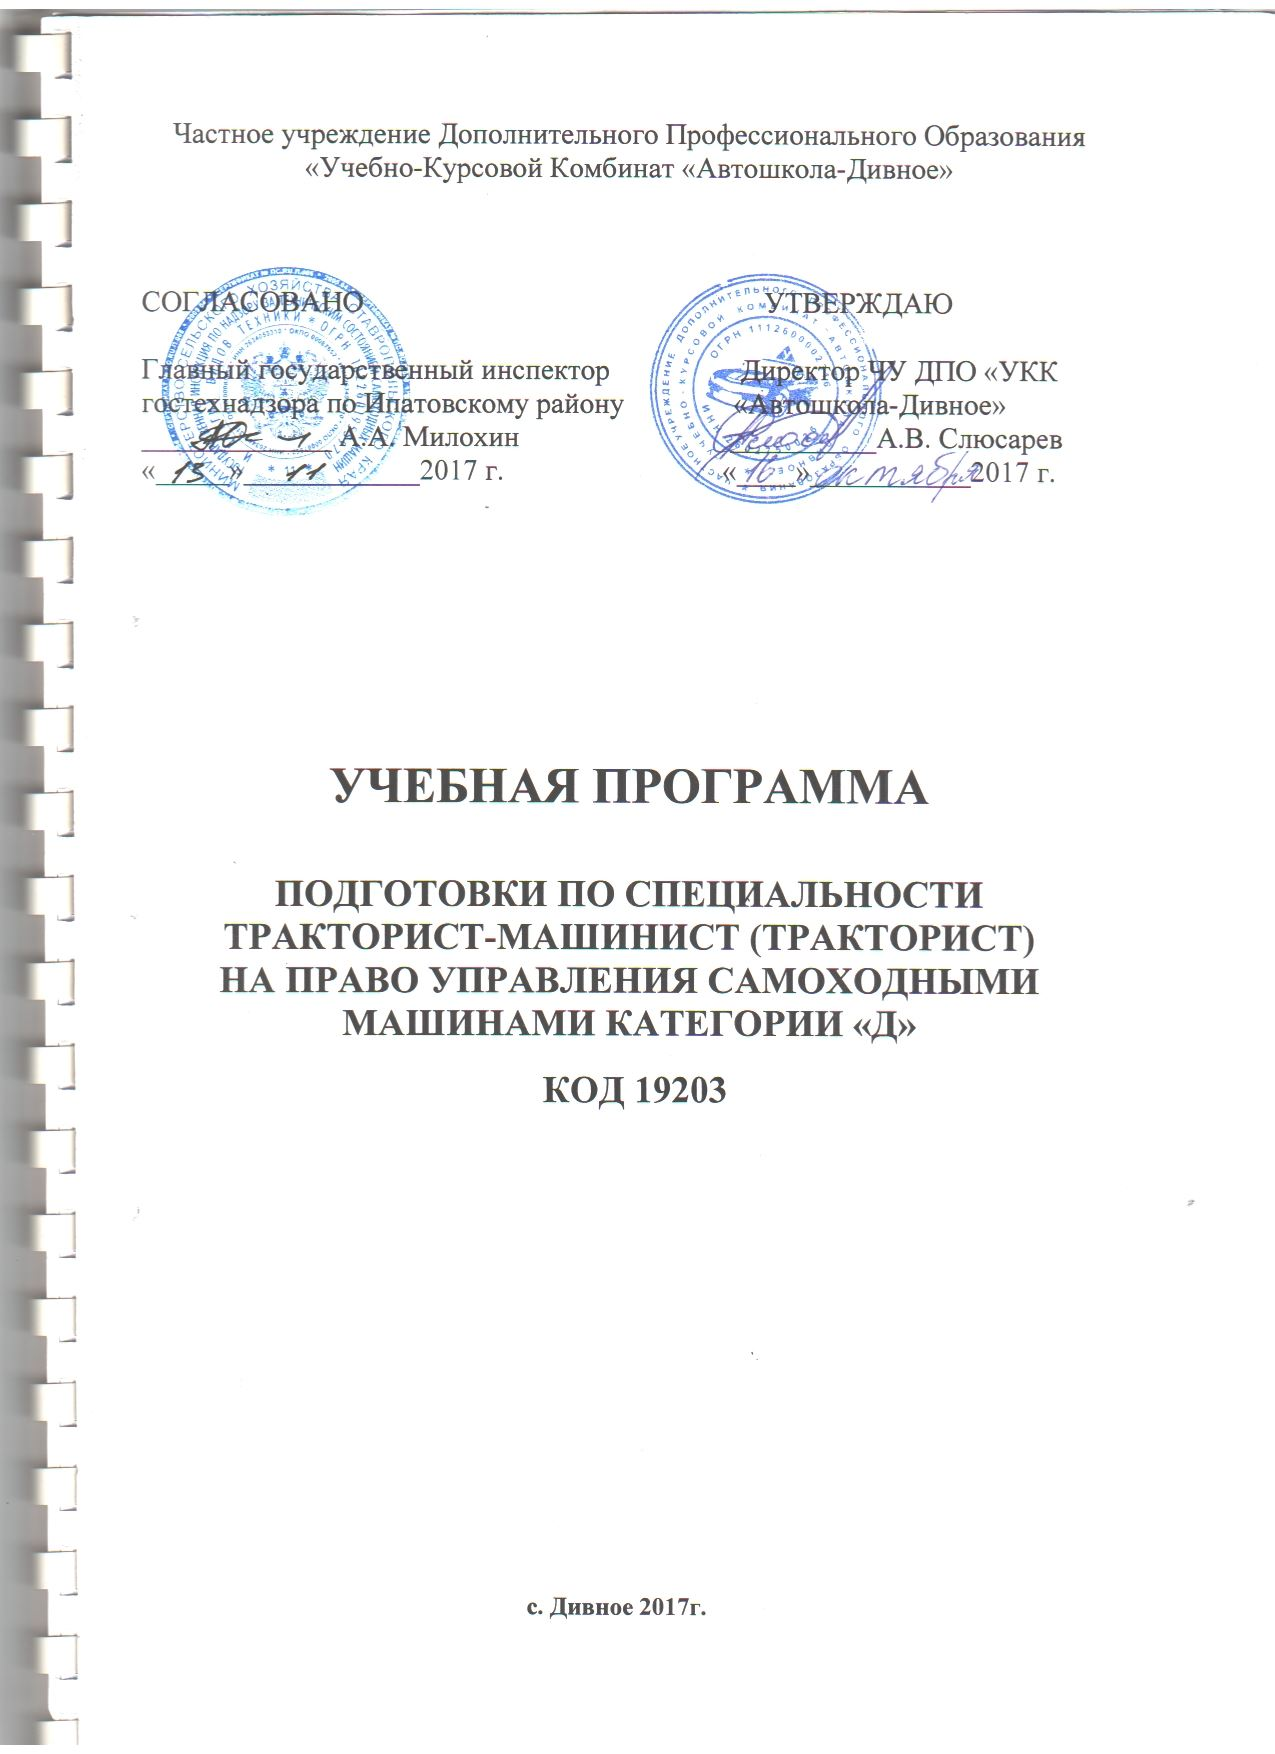 Частное учреждение Дополнительного Профессионального Образования
«Учебно-Курсовой Комбинат «Автошкола-Дивное»
СОГЛАСОВАНО
Главный государственный инспектор
гостехнадзора по Ипатовскому району
А.А. Милохин
«13» 11 2017 г.
УТВЕРЖДАЮ
Директор ЧУ ДПО «УКК
«Автошкола-Дивное»
А.В. Слюсарев
«16» октября 2017 г.
УЧЕБНАЯ ПРОГРАММА
ПОДГОТОВКИ ПО СПЕЦИАЛЬНОСТИ
ТРАКТОРИСТ-МАШИНИСТ (ТРАКТОРИСТ)
НА ПРАВО УПРАВЛЕНИЯ САМОХОДНЫМИ
МАШИНАМИ КАТЕГОРИИ «Д»
КОД 19203
с. Дивное 2017г.